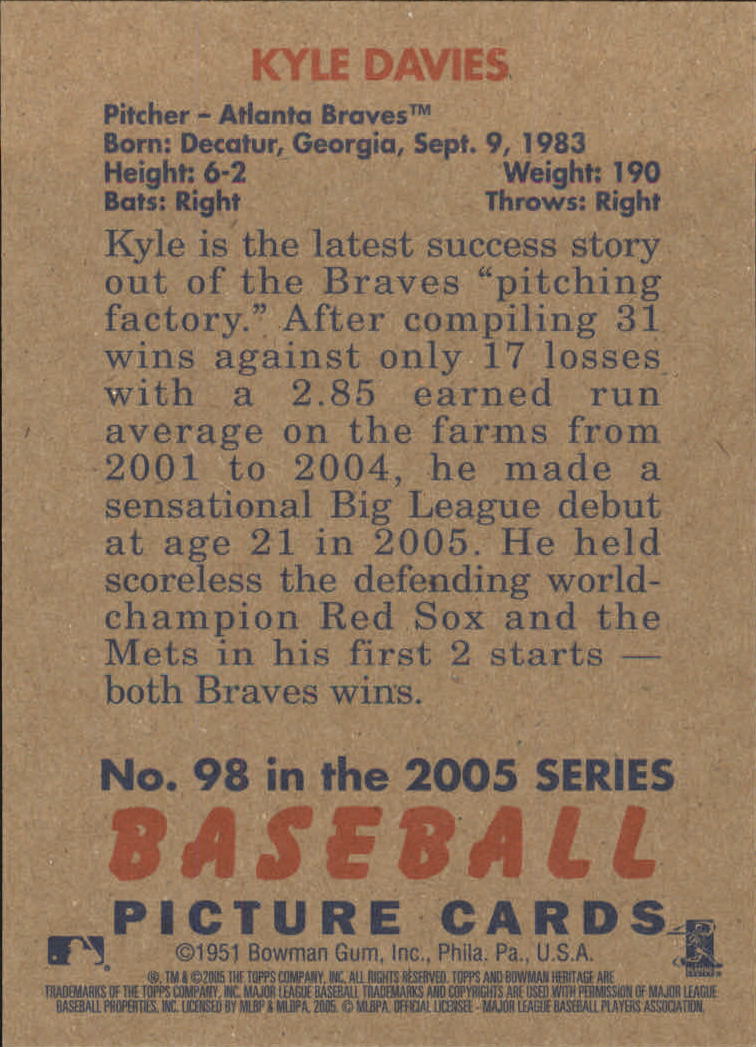 KYLE DAVIES
Pitcher – Atlanta Braves™
Born: Decatur, Georgia, Sept. 9, 1983
Height: 6-2 Weight: 190
Bats: Right Throws: Right
Kyle is the latest success story
out of the Braves “pitching
factory.” After compiling 31
wins against only 17 losses
with a 2.85 earned run
average on the farms from
2001 to 2004, he made a
sensational Big League debut
at age 21 in 2005. He held
scoreless the defending world-
champion Red Sox and the
Mets in his first 2 starts —
both Braves wins.
No. 98 in the 2005 SERIES
BASEBALL
PICTURE CARDS
©1951 Bowman Gum, Inc., Phila. Pa., U.S.A.
®, TM & ©2005 THE TOPPS COMPANY, INC. ALL RIGHTS RESERVED. TOPPS AND BOWMAN HERITAGE ARE
TRADEMARKS OF THE TOPPS COMPANY, INC. MAJOR LEAGUE BASEBALL TRADEMARKS AND COPYRIGHTS ARE USED WITH PERMISSION OF MAJOR LEAGUE
BASEBALL PROPERTIES, INC. LICENSED BY MLBP & MLBPA, 2005. © MLBPA. OFFICIAL LICENSEE - MAJOR LEAGUE BASEBALL PLAYERS ASSOCIATION.